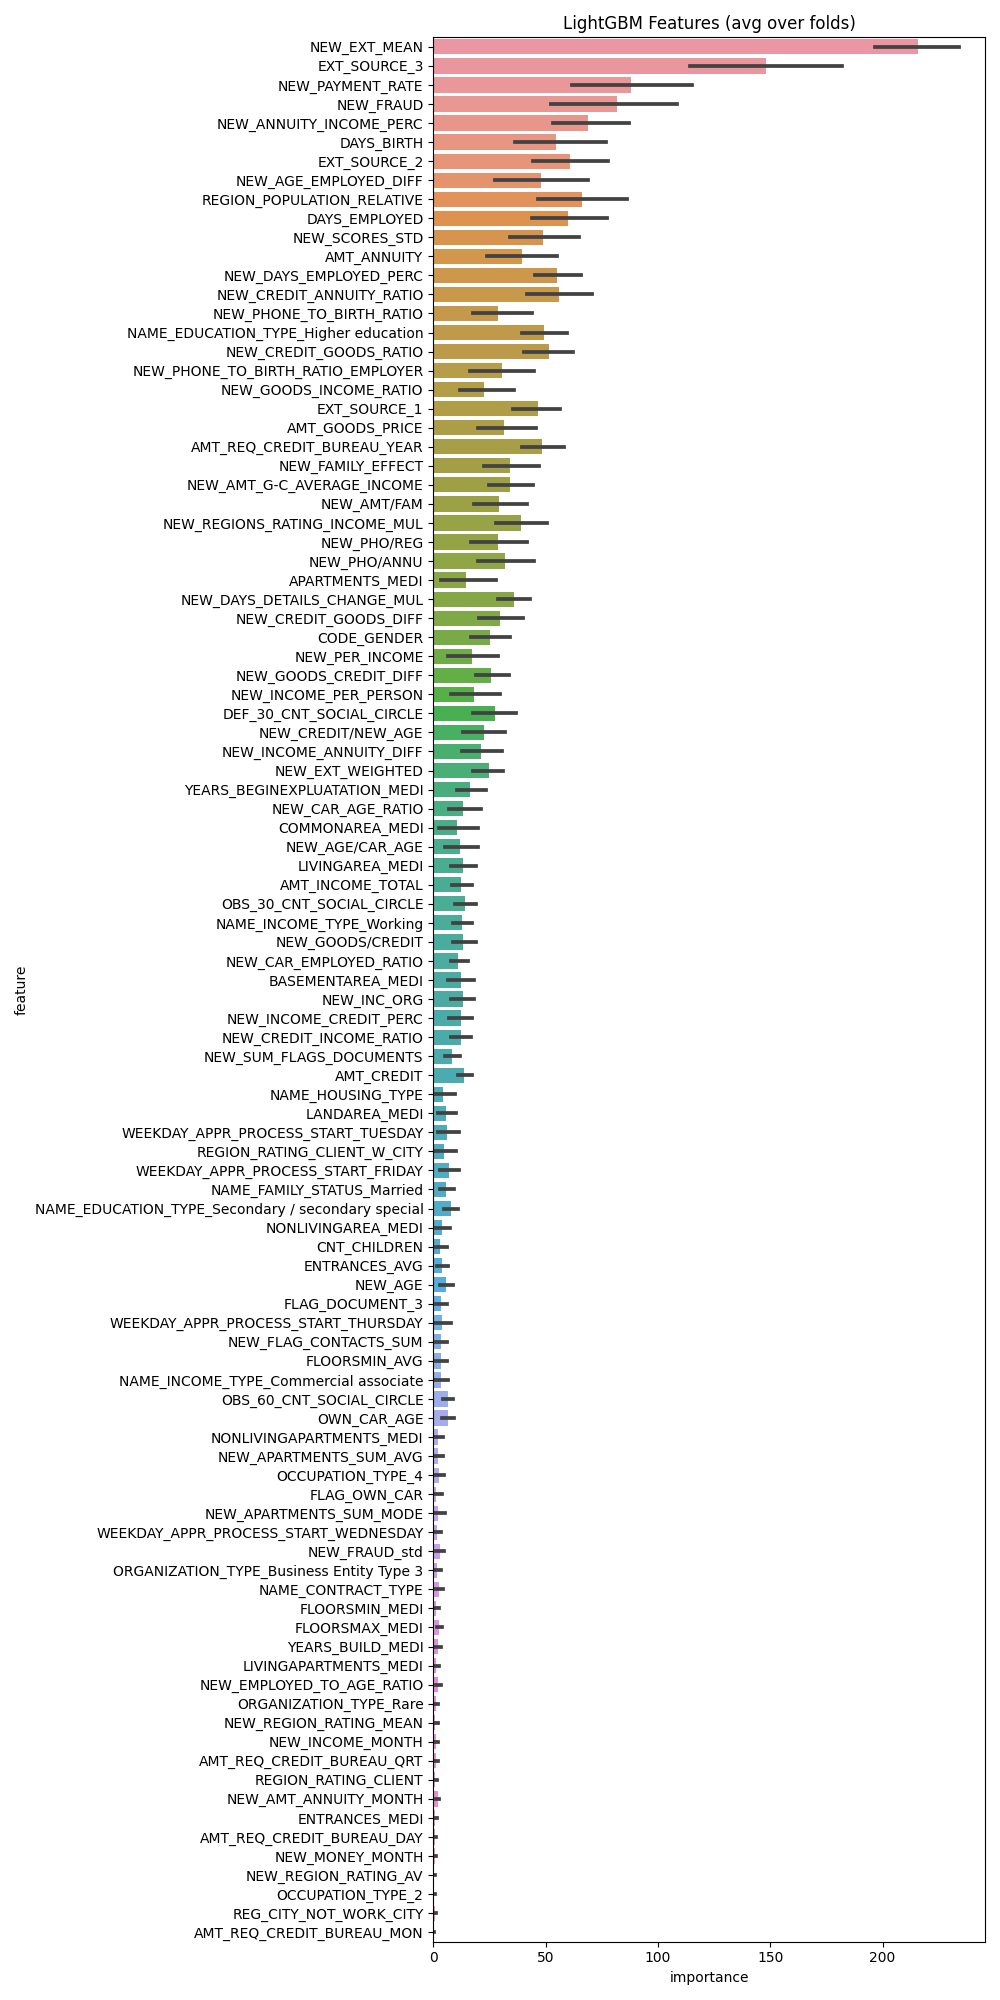 LightGBM Features (avg over folds)
NEW_EXT_MEAN
EXT_SOURCE_3
NEW_PAYMENT_RATE
NEW_FRAUD
NEW_ANNUITY_INCOME_PERC
DAYS_BIRTH
EXT_SOURCE_2
NEW_AGE_EMPLOYED_DIFF
REGION_POPULATION_RELATIVE
DAYS_EMPLOYED
NEW_SCORES_STD
AMT_ANNUITY
NEW_DAYS_EMPLOYED_PERC
NEW_CREDIT_ANNUITY_RATIO
NEW_PHONE_TO_BIRTH_RATIO
NAME_EDUCATION_TYPE_Higher education
NEW_CREDIT_GOODS_RATIO
NEW_PHONE_TO_BIRTH_RATIO_EMPLOYER
NEW_GOODS_INCOME_RATIO
EXT_SOURCE_1
AMT_GOODS_PRICE
AMT_REQ_CREDIT_BUREAU_YEAR
NEW_FAMILY_EFFECT
NEW_AMT_G-C_AVERAGE_INCOME
NEW_AMT/FAM
NEW_REGIONS_RATING_INCOME_MUL
NEW_PHO/REG
NEW_PHO/ANNU
APARTMENTS_MEDI
NEW_DAYS_DETAILS_CHANGE_MUL
NEW_CREDIT_GOODS_DIFF
CODE_GENDER
NEW_PER_INCOME
NEW_GOODS_CREDIT_DIFF
NEW_INCOME_PER_PERSON
DEF_30_CNT_SOCIAL_CIRCLE
NEW_CREDIT/NEW_AGE
NEW_INCOME_ANNUITY_DIFF
NEW_EXT_WEIGHTED
YEARS_BEGINEXPLUATATION_MEDI
NEW_CAR_AGE_RATIO
COMMONAREA_MEDI
NEW_AGE/CAR_AGE
LIVINGAREA_MEDI
AMT_INCOME_TOTAL
OBS_30_CNT_SOCIAL_CIRCLE
NAME_INCOME_TYPE_Working
NEW_GOODS/CREDIT
NEW_CAR_EMPLOYED_RATIO
BASEMENTAREA_MEDI
NEW_INC_ORG
NEW_INCOME_CREDIT_PERC
NEW_CREDIT_INCOME_RATIO
NEW_SUM_FLAGS_DOCUMENTS
AMT_CREDIT
NAME_HOUSING_TYPE
LANDAREA_MEDI
WEEKDAY_APPR_PROCESS_START_TUESDAY
REGION_RATING_CLIENT_W_CITY
WEEKDAY_APPR_PROCESS_START_FRIDAY
NAME_FAMILY_STATUS_Married
NAME_EDUCATION_TYPE_Secondary / secondary special
NONLIVINGAREA_MEDI
CNT_CHILDREN
ENTRANCES_AVG
NEW_AGE
FLAG_DOCUMENT_3
WEEKDAY_APPR_PROCESS_START_THURSDAY
NEW_FLAG_CONTACTS_SUM
FLOORSMIN_AVG
NAME_INCOME_TYPE_Commercial associate
OBS_60_CNT_SOCIAL_CIRCLE
OWN_CAR_AGE
NONLIVINGAPARTMENTS_MEDI
NEW_APARTMENTS_SUM_AVG
OCCUPATION_TYPE_4
FLAG_OWN_CAR
NEW_APARTMENTS_SUM_MODE
WEEKDAY_APPR_PROCESS_START_WEDNESDAY
NEW_FRAUD_std
ORGANIZATION_TYPE_Business Entity Type 3
NAME_CONTRACT_TYPE
FLOORSMIN_MEDI
FLOORSMAX_MEDI
YEARS_BUILD_MEDI
LIVINGAPARTMENTS_MEDI
NEW_EMPLOYED_TO_AGE_RATIO
ORGANIZATION_TYPE_Rare
NEW_REGION_RATING_MEAN
NEW_INCOME_MONTH
AMT_REQ_CREDIT_BUREAU_QRT
REGION_RATING_CLIENT
NEW_AMT_ANNUITY_MONTH
ENTRANCES_MEDI
AMT_REQ_CREDIT_BUREAU_DAY
NEW_MONEY_MONTH
NEW_REGION_RATING_AV
OCCUPATION_TYPE_2
REG_CITY_NOT_WORK_CITY
AMT_REQ_CREDIT_BUREAU_MON
feature
0 50 100 150 200
importance